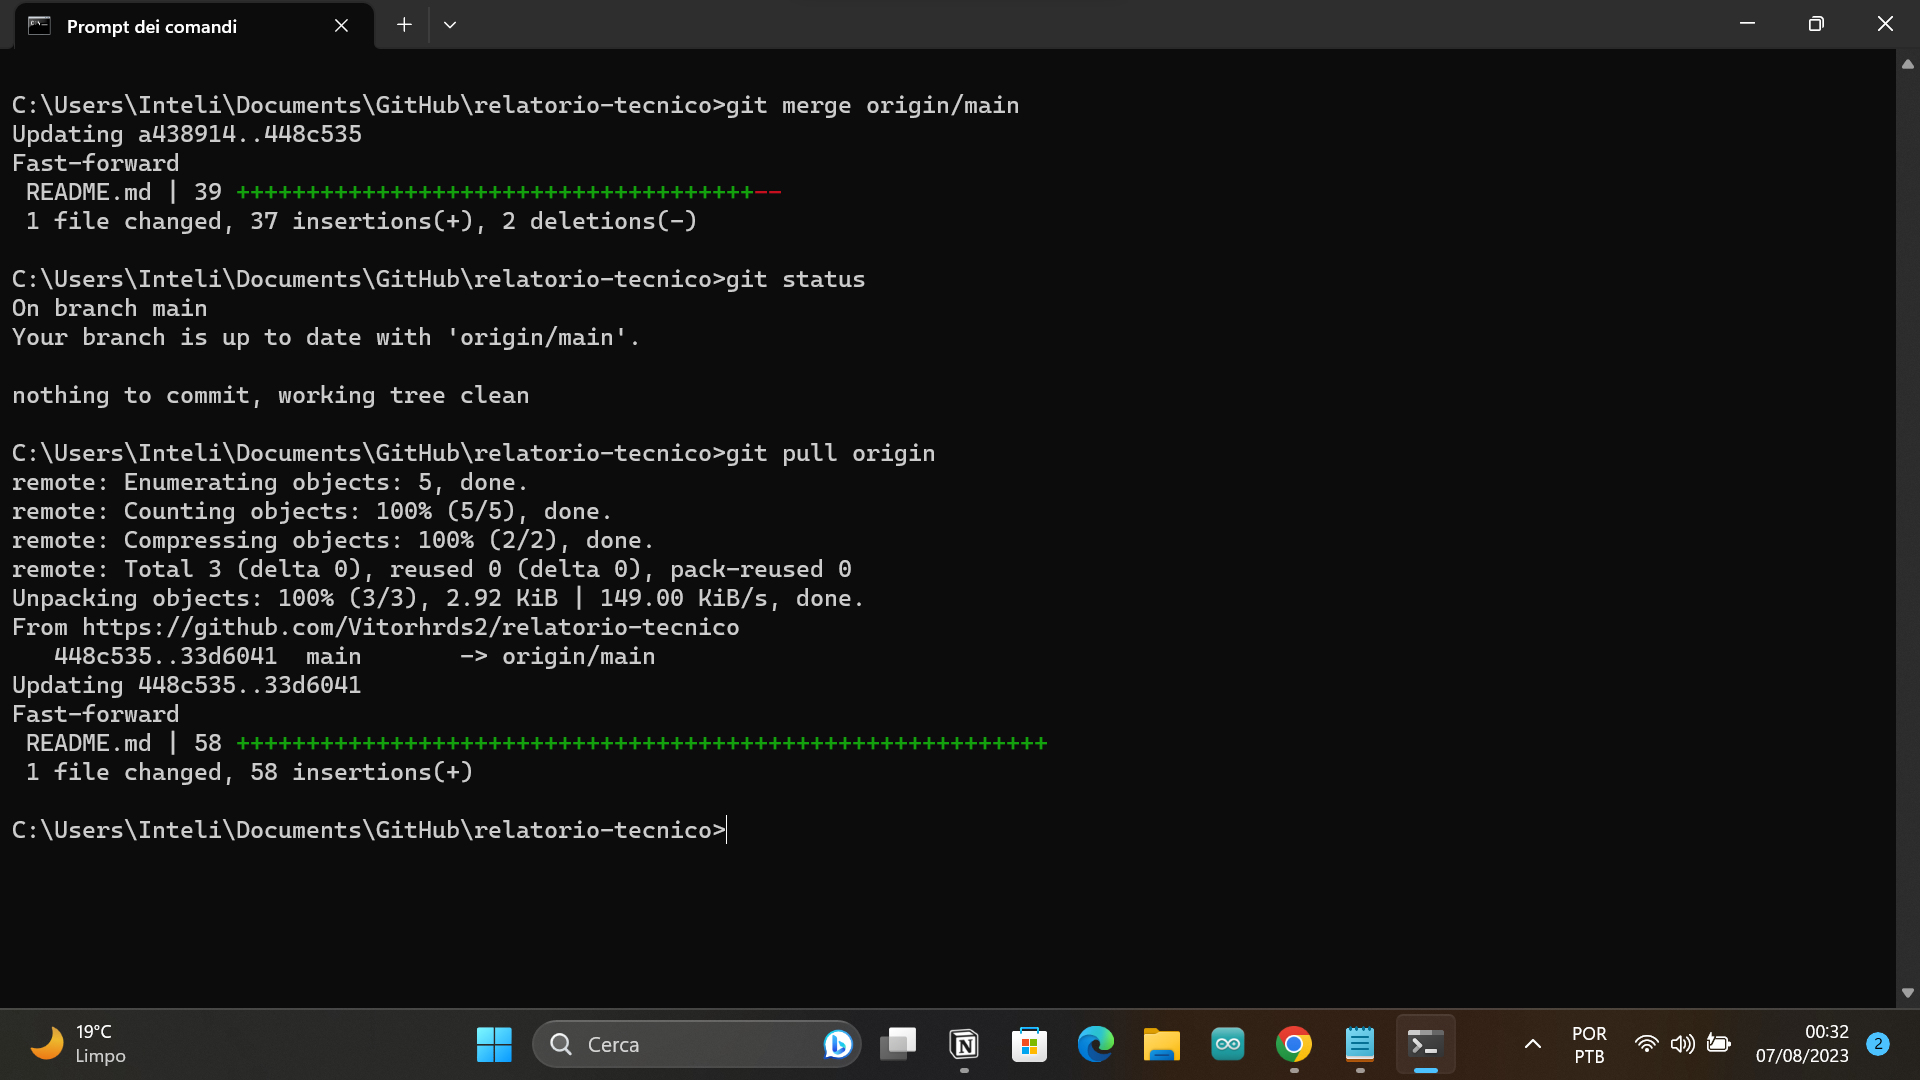 Prompt dei comandi
C:\Users\Inteli\Documents\GitHub\relatorio-tecnico>git merge origin/main
Updating a438914..448c535
Fast-forward
 README.md | 39 +++++++++++++++++++++++++++++++++++++--
 1 file changed, 37 insertions(+), 2 deletions(-)
C:\Users\Inteli\Documents\GitHub\relatorio-tecnico>git status
On branch main
Your branch is up to date with 'origin/main'.
nothing to commit, working tree clean
C:\Users\Inteli\Documents\GitHub\relatorio-tecnico>git pull origin
remote: Enumerating objects: 5, done.
remote: Counting objects: 100% (5/5), done.
remote: Compressing objects: 100% (2/2), done.
remote: Total 3 (delta 0), reused 0 (delta 0), pack-reused 0
Unpacking objects: 100% (3/3), 2.92 KiB | 149.00 KiB/s, done.
From https://github.com/Vitorhrds2/relatorio-tecnico
   448c535..33d6041  main       -> origin/main
Updating 448c535..33d6041
Fast-forward
 README.md | 58 ++++++++++++++++++++++++++++++++++++++++++++++++++++++++++
 1 file changed, 58 insertions(+)
C:\Users\Inteli\Documents\GitHub\relatorio-tecnico>
19°C
Limpo
Cerca
POR
PTB
00:32
07/08/2023
2